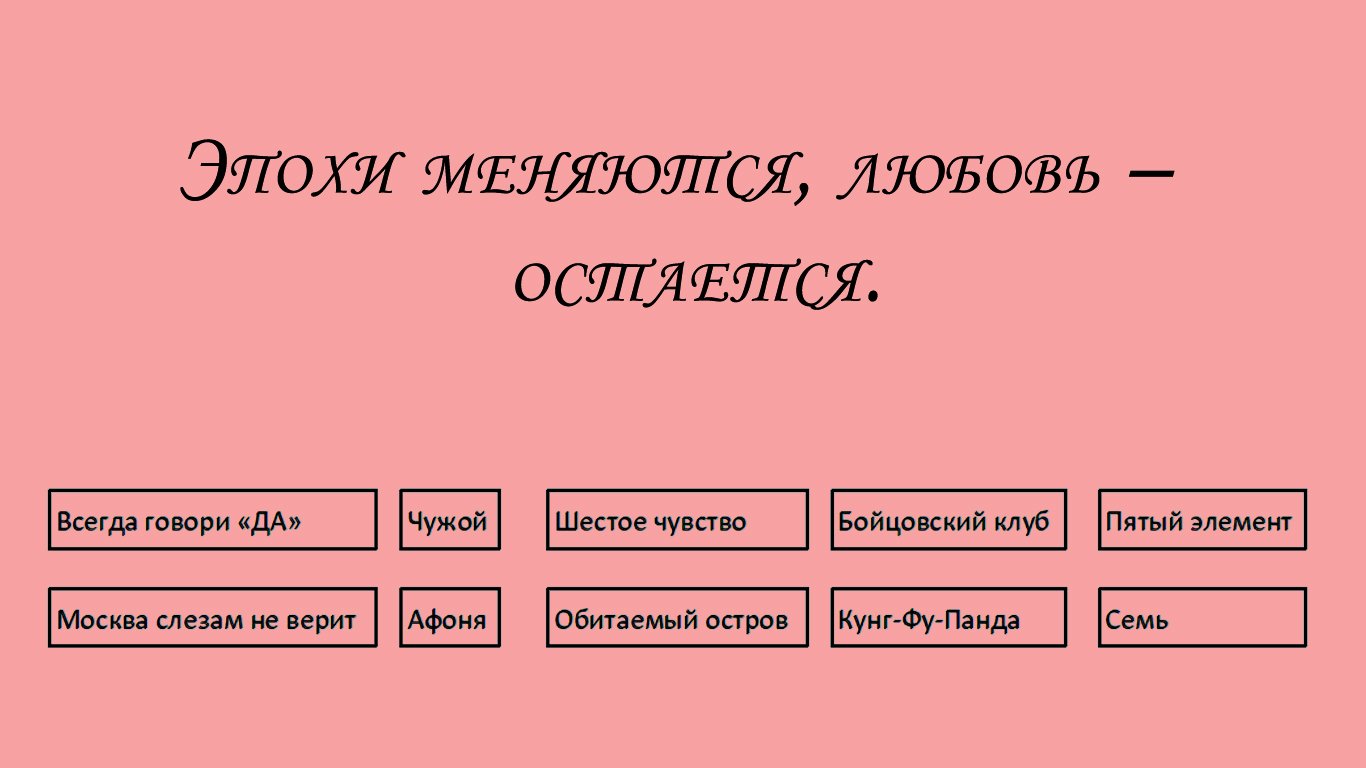 Эпохи меняются, любовь –
остается.
Всегда говори «ДА» Чужой Шестое чувство Бойцовский клуб Пятый элемент
Москва слезам не верит Афоня Обитаемый остров Кунг-Фу-Панда Семь